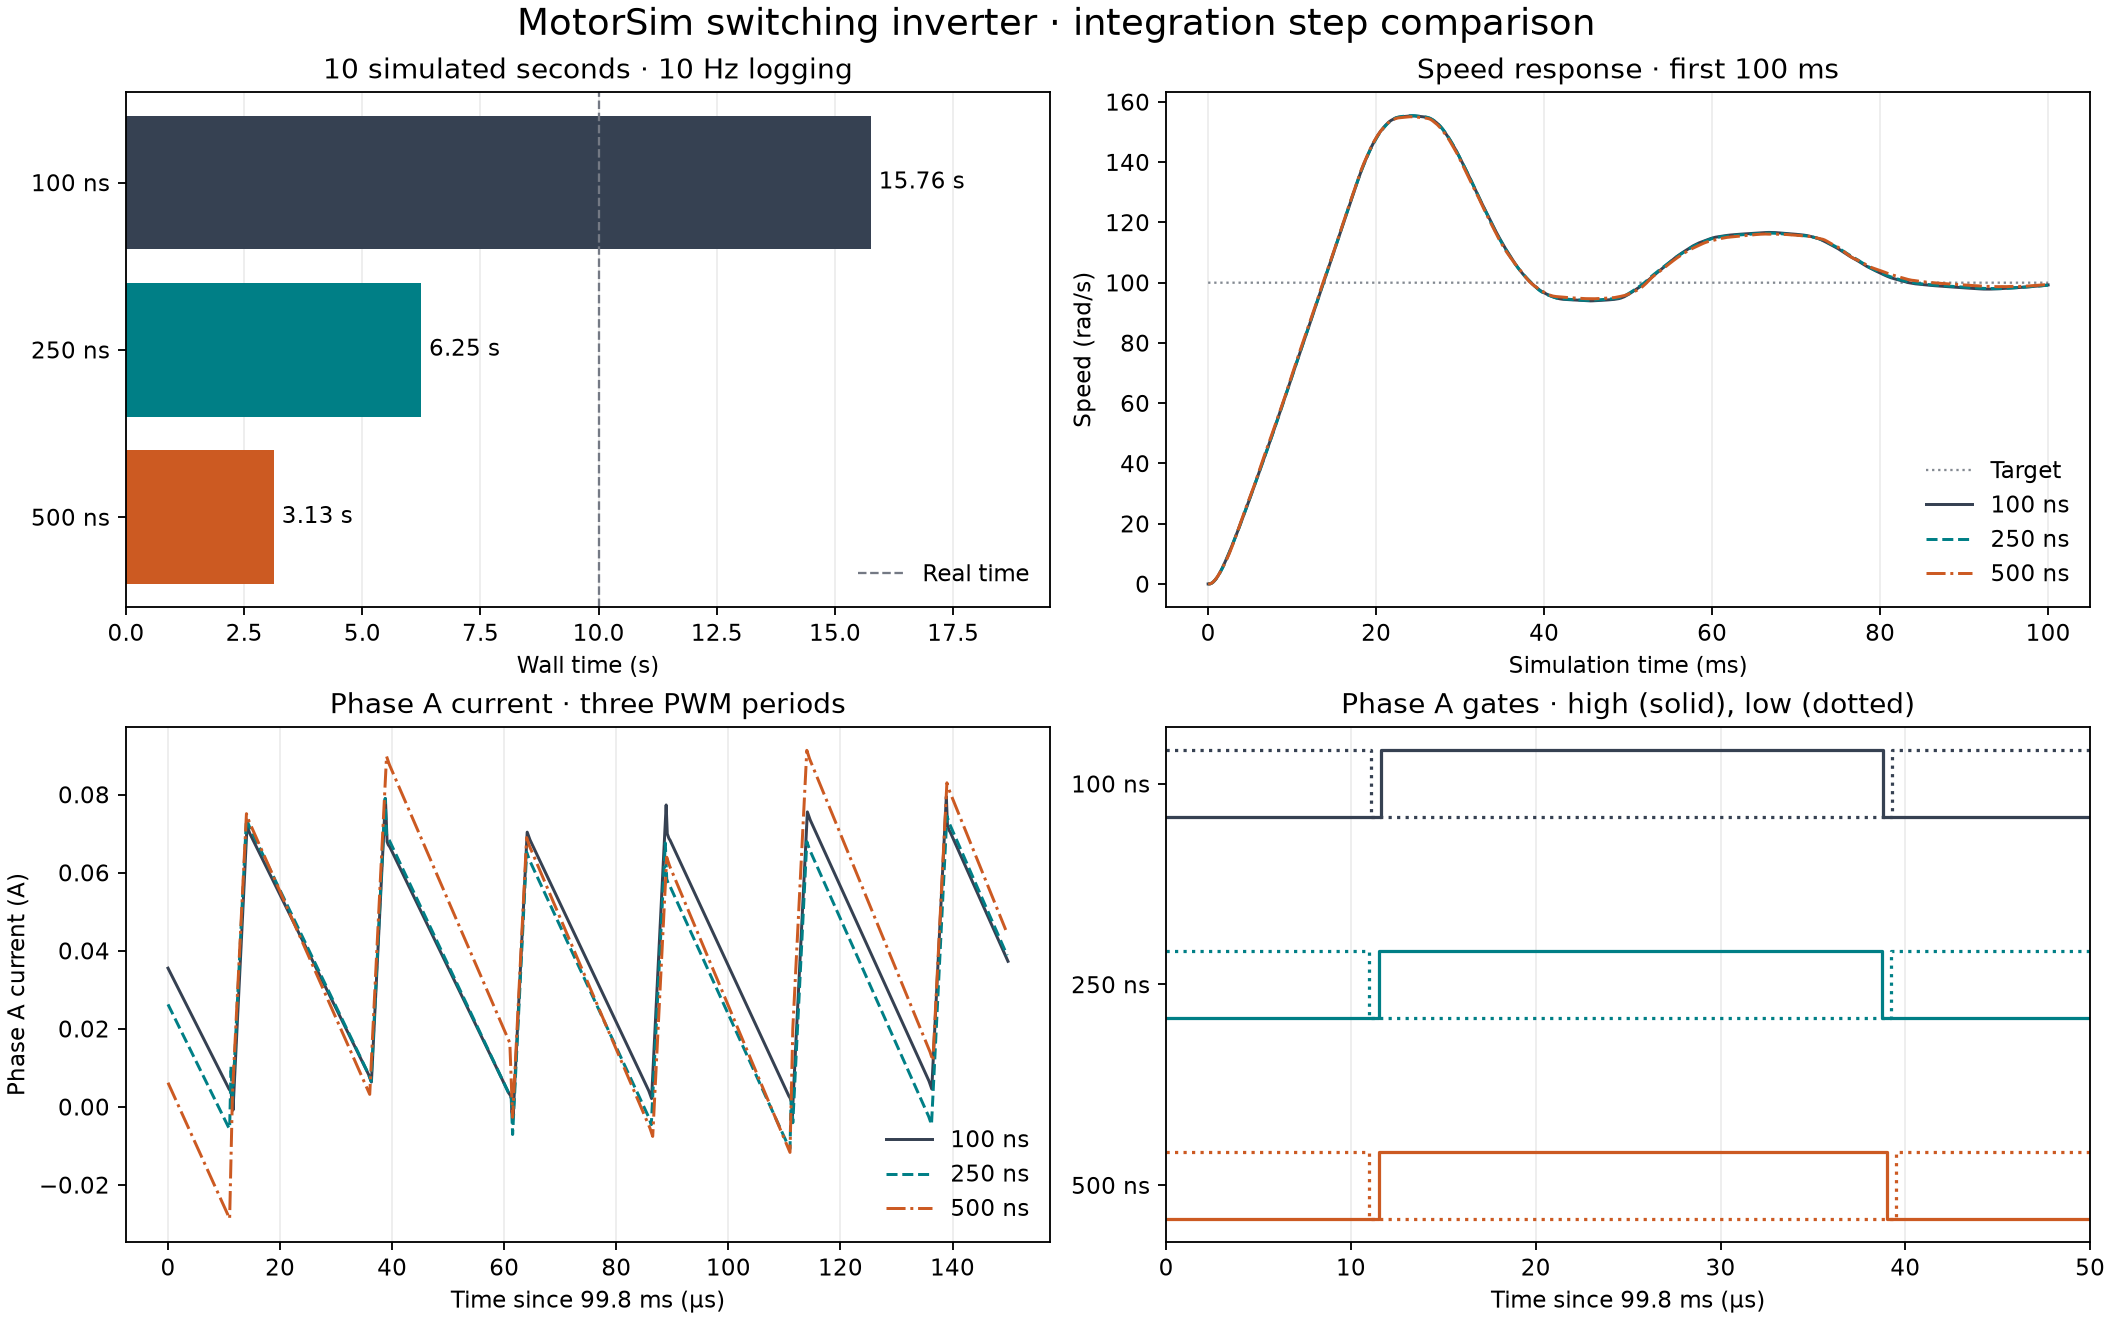 MotorSim switching inverter · integration step comparison
10 simulated seconds · 10 Hz logging
100 ns
250 ns
500 ns
15.76 s
6.25 s
3.13 s
Real time
0.0 2.5 5.0 7.5 10.0 12.5 15.0 17.5
Wall time (s)
Speed response · first 100 ms
Speed (rad/s)
160
140
120
100
80
60
40
20
0
Target
100 ns
250 ns
500 ns
0 20 40 60 80 100
Simulation time (ms)
Phase A current · three PWM periods
Phase A current (A)
0.08
0.06
0.04
0.02
0.00
−0.02
100 ns
250 ns
500 ns
0 20 40 60 80 100 120 140
Time since 99.8 ms (µs)
Phase A gates · high (solid), low (dotted)
100 ns
250 ns
500 ns
0 10 20 30 40 50
Time since 99.8 ms (µs)